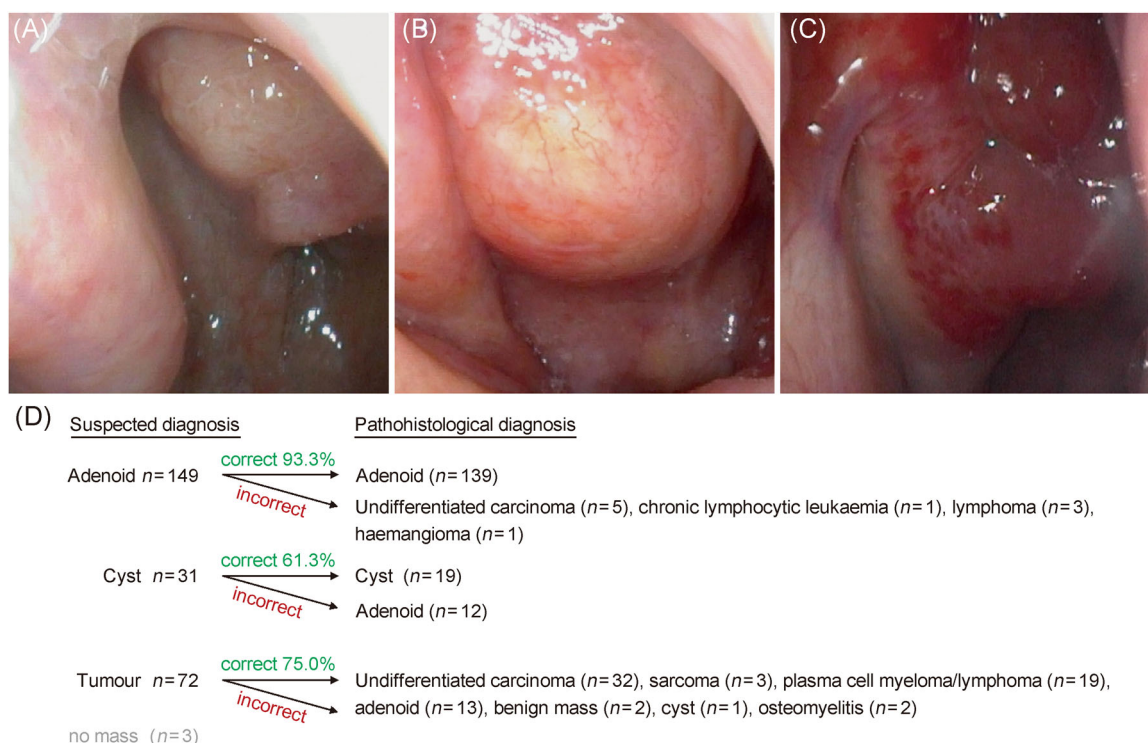 (A)
(B)
(C)
(D)
Suspected diagnosis
Pathohistological diagnosis
Adenoid n=149
correct 93.3%
Adenoid (n=139)
incorrect
Undifferentiated carcinoma (n=5), chronic lymphocytic leukaemia (n=1), lymphoma (n=3),
haemangioma (n=1)
Cyst n=31
correct 61.3%
Cyst (n=19)
incorrect
Adenoid (n=12)
Tumour n=72
correct 75.0%
Undifferentiated carcinoma (n=32), sarcoma (n=3), plasma cell myeloma/lymphoma (n=19),
incorrect
adenoid (n=13), benign mass (n=2), cyst (n=1), osteomyelitis (n=2)
no mass (n=3)